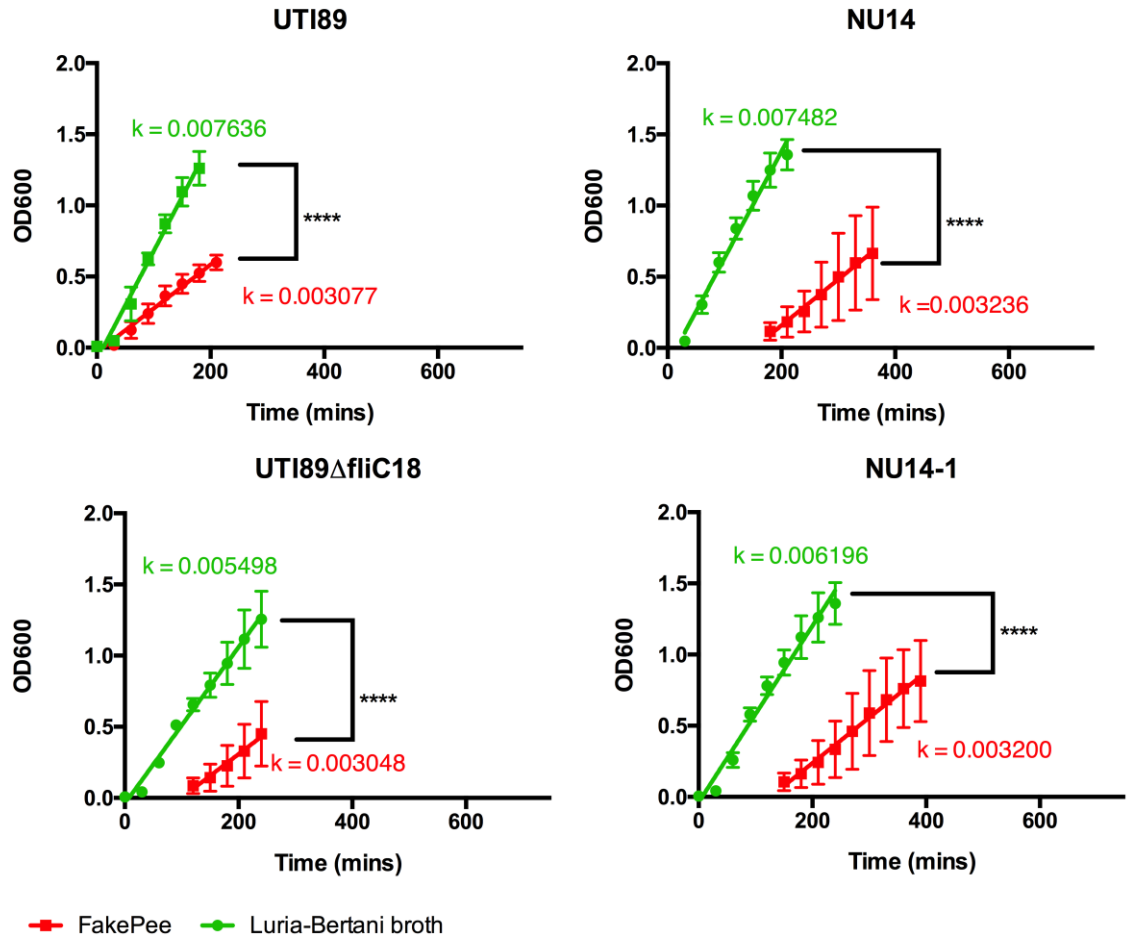 UTI89
2.0
1.5
1.0
0.5
0.0
OD600
k = 0.007636
****
k = 0.003077
0
200
400
600
Time (mins)
NU14
2.0
1.5
1.0
0.5
0.0
OD600
k = 0.007482
****
k = 0.003236
0
200
400
600
Time (mins)
UTI89ΔfliC18
2.0
1.5
1.0
0.5
0.0
OD600
k = 0.005498
****
k = 0.003048
0
200
400
600
Time (mins)
NU14-1
2.0
1.5
1.0
0.5
0.0
OD600
k = 0.006196
****
k = 0.003200
0
200
400
600
Time (mins)
FakePee
Luria-Bertani broth